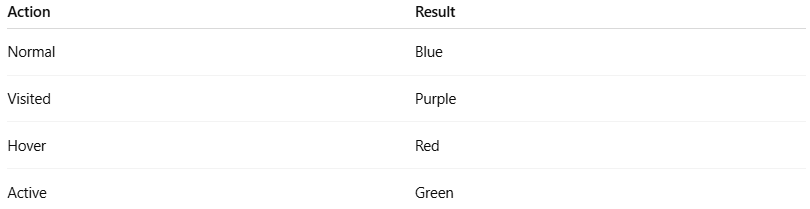 Action Result
Normal Blue
Visited Purple
Hover Red
Active Green